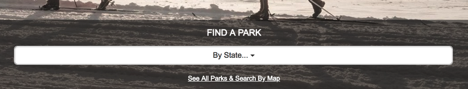 FIND A PARK
By State...
See All Parks & Search By Map